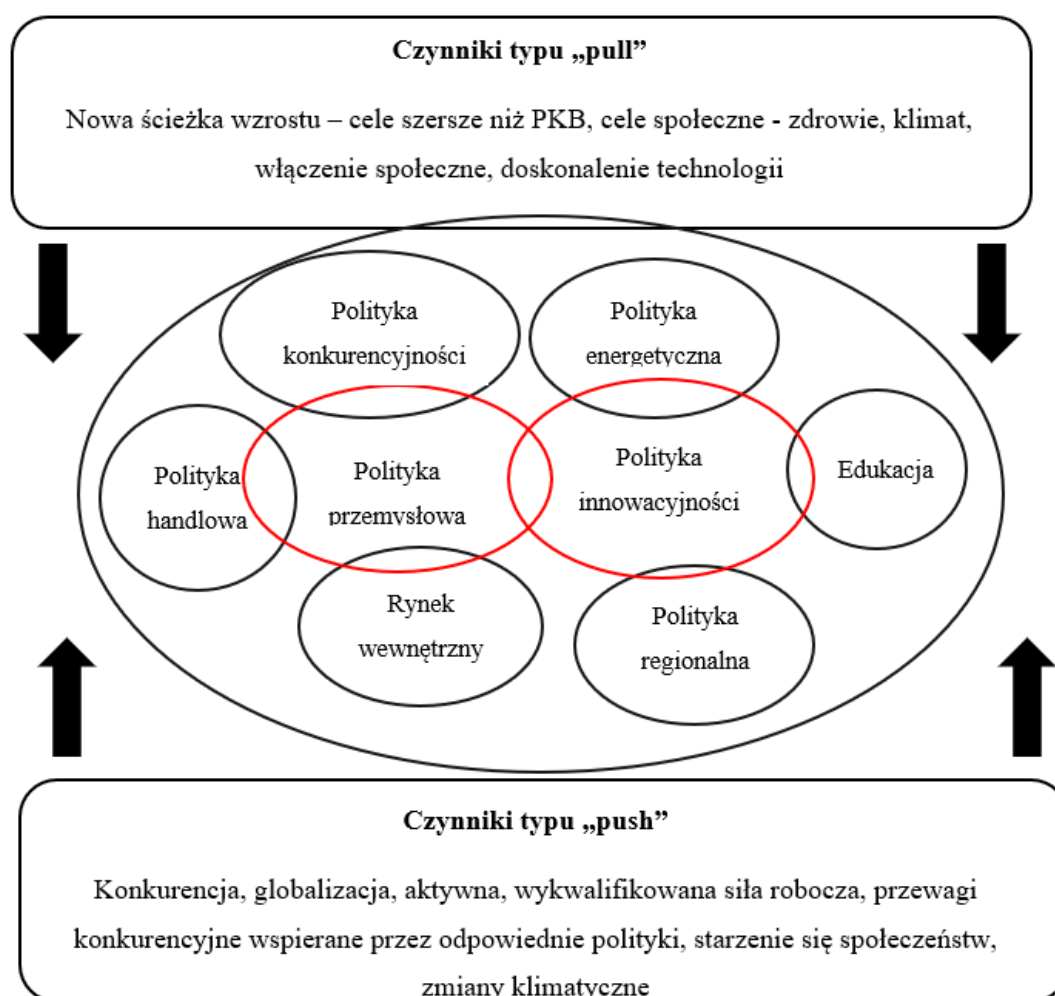 Czynniki typu „pull”
Nowa ścieżka wzrostu – cele szersze niż PKB, cele społeczne - zdrowie, klimat,
włączenie społeczne, doskonalenie technologii
Polityka
konkurencyjności
Polityka
energetyczna
Polityka
handlowa
Polityka
przemysłowa
Polityka
innowacyjności
Edukacja
Rynek
wewnętrzny
Polityka
regionalna
Czynniki typu „push”
Konkurencja, globalizacja, aktywna, wykwalifikowana siła robocza, przewagi
konkurencyjne wspierane przez odpowiednie polityki, starzenie się społeczeństw,
zmiany klimatyczne